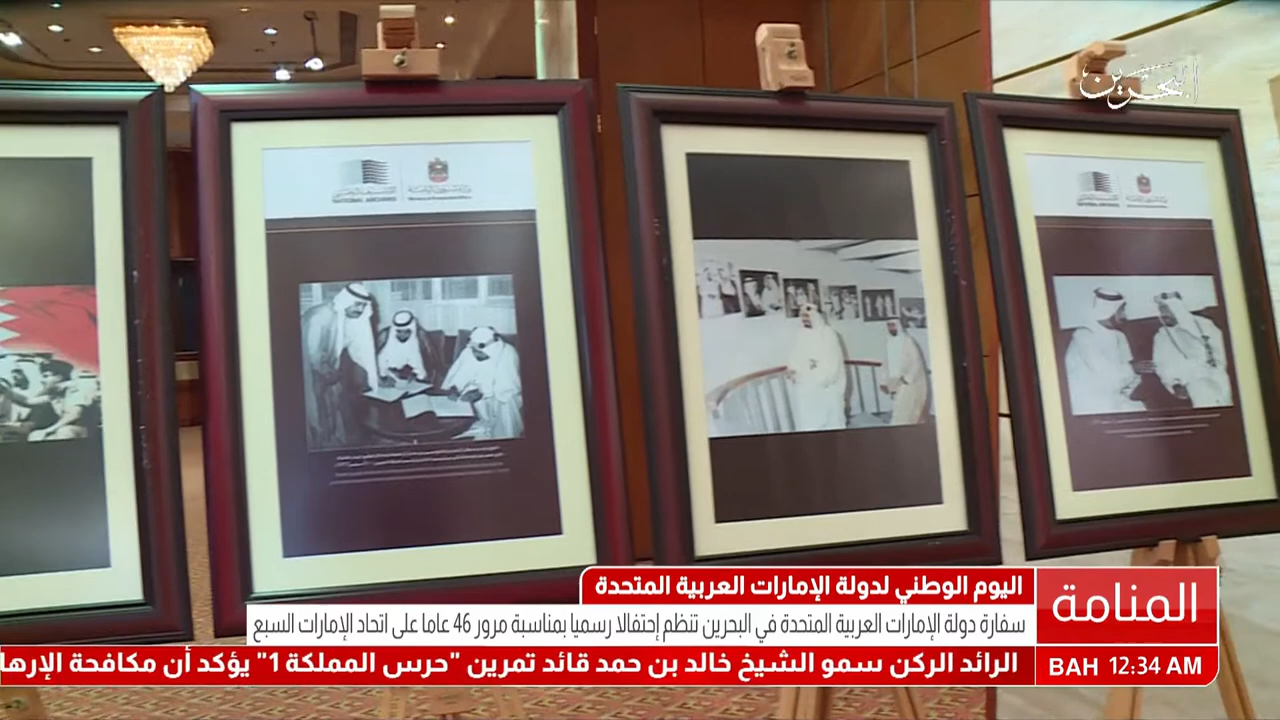 البحرين
NATIONAL ARCHIVES
NATIONAL ARCHIVES
اليوم الوطني لدولة الإمارات العربية المتحدة
المنامة
سفارة دولة الإمارات العربية المتحدة في البحرين تنظم إحتفالا رسميا بمناسبة مرور 46 عاما على اتحاد الإمارات السبع
الرائد الركن سمو الشيخ خالد بن حمد قائد تمرين "حرس المملكة 1" يؤكد أن مكافحة الإرها
BAH 12:34 AM